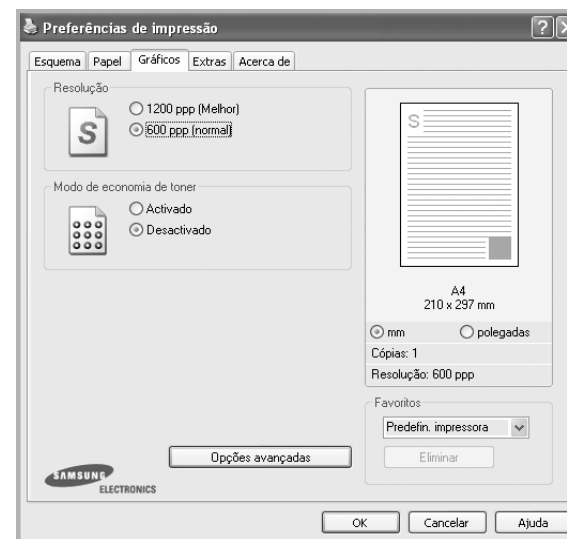 Preferências de impressão
Esquema Papel Gráficos Extras Acerca de
Resolução
1200 ppp (Melhor)
600 ppp (normal)
S
Modo de economia de toner
Activado
Desactivado
S
A4
210 x 297 mm
mm polegadas
Cópias: 1
Resolução: 600 ppp
Favoritos
Predefin. impressora
Eliminar
Opções avançadas
SAMSUNG
ELECTRONICS
OK Cancelar Ajuda